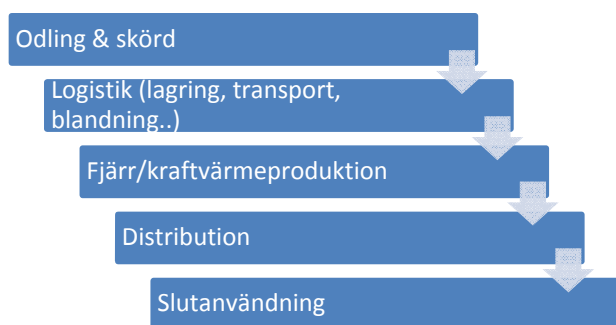 Odling & skörd
Logistik (lagring, transport,
blandning..)
Fjärr/kraftvärmeproduktion
Distribution
Slutanvändning